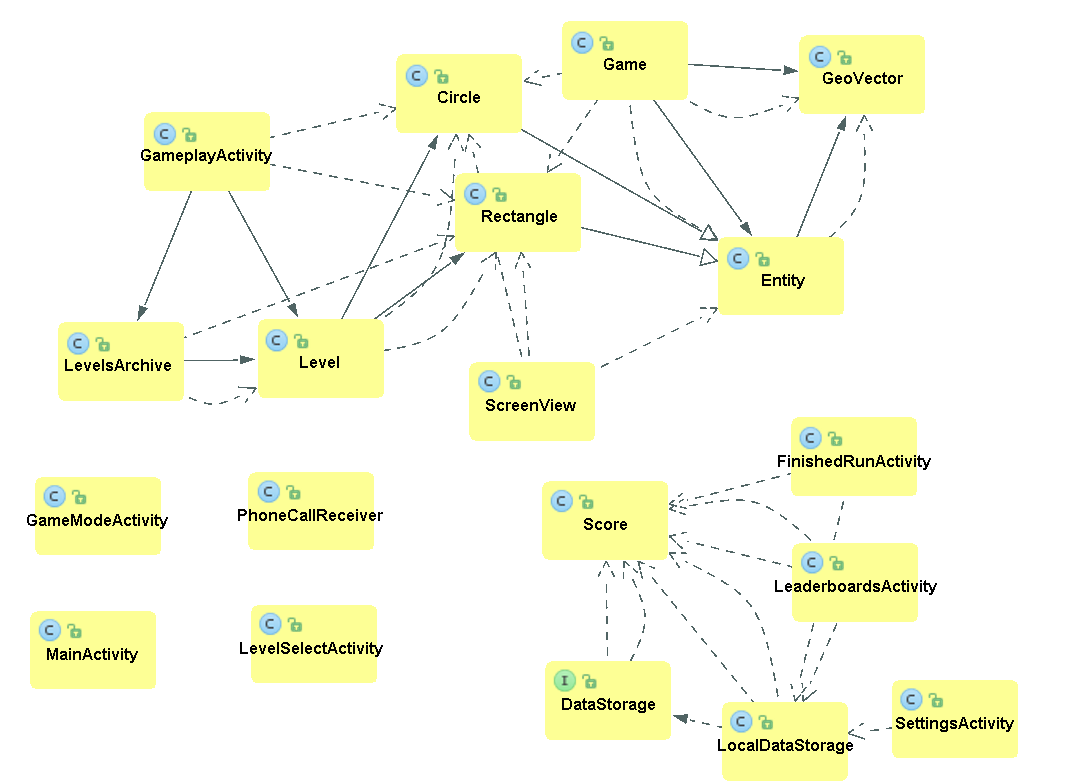 C Game
C GeoVector
C Circle
C GameplayActivity
C Rectangle
C Entity
C LevelsArchive
C Level
C ScreenView
C FinishedRunActivity
C GameModeActivity
C PhoneCallReceiver
C Score
C LeaderboardsActivity
C MainActivity
C LevelSelectActivity
I DataStorage
C LocalDataStorage
C SettingsActivity